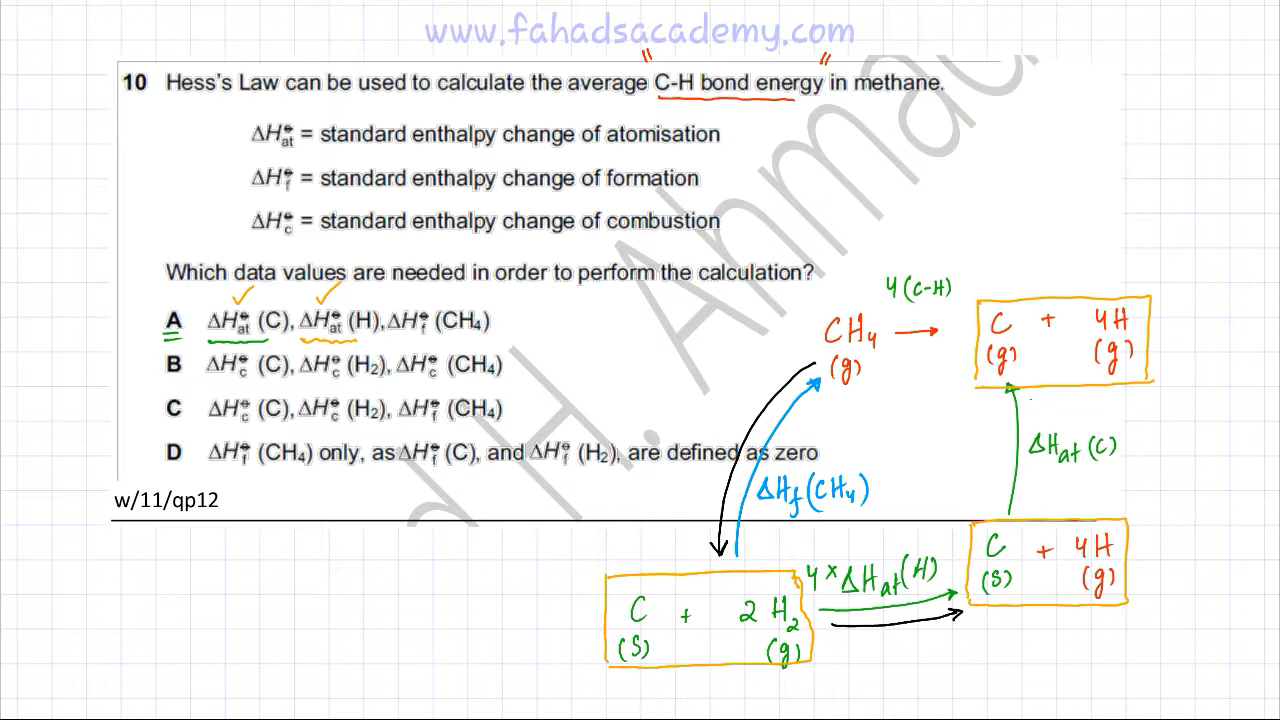 www.fahadsacademy.com
10 Hess's Law can be used to calculate the average "C-H bond energy" in methane.
ΔH⦵at = standard enthalpy change of atomisation
ΔH⦵f = standard enthalpy change of formation
ΔH⦵c = standard enthalpy change of combustion
Which data values are needed in order to perform the calculation?
A ΔH⦵at (C), ΔH⦵at (H), ΔH⦵f (CH₄)
B ΔH⦵c (C), ΔH⦵c (H₂), ΔH⦵c (CH₄)
C ΔH⦵c (C), ΔH⦵c (H₂), ΔH⦵f (CH₄)
D ΔH⦵f (CH₄) only, as ΔH⦵f (C), and ΔH⦵f (H₂), are defined as zero
w/11/qp12
4(C-H)
CH₄ → C + 4H
(g) (g) (g)
ΔHat(C)
ΔHf(CH₄)
C + 4H
(s) (g)
4×ΔHat(H)
C + 2 H₂
(s) (g)
H. Ahmad